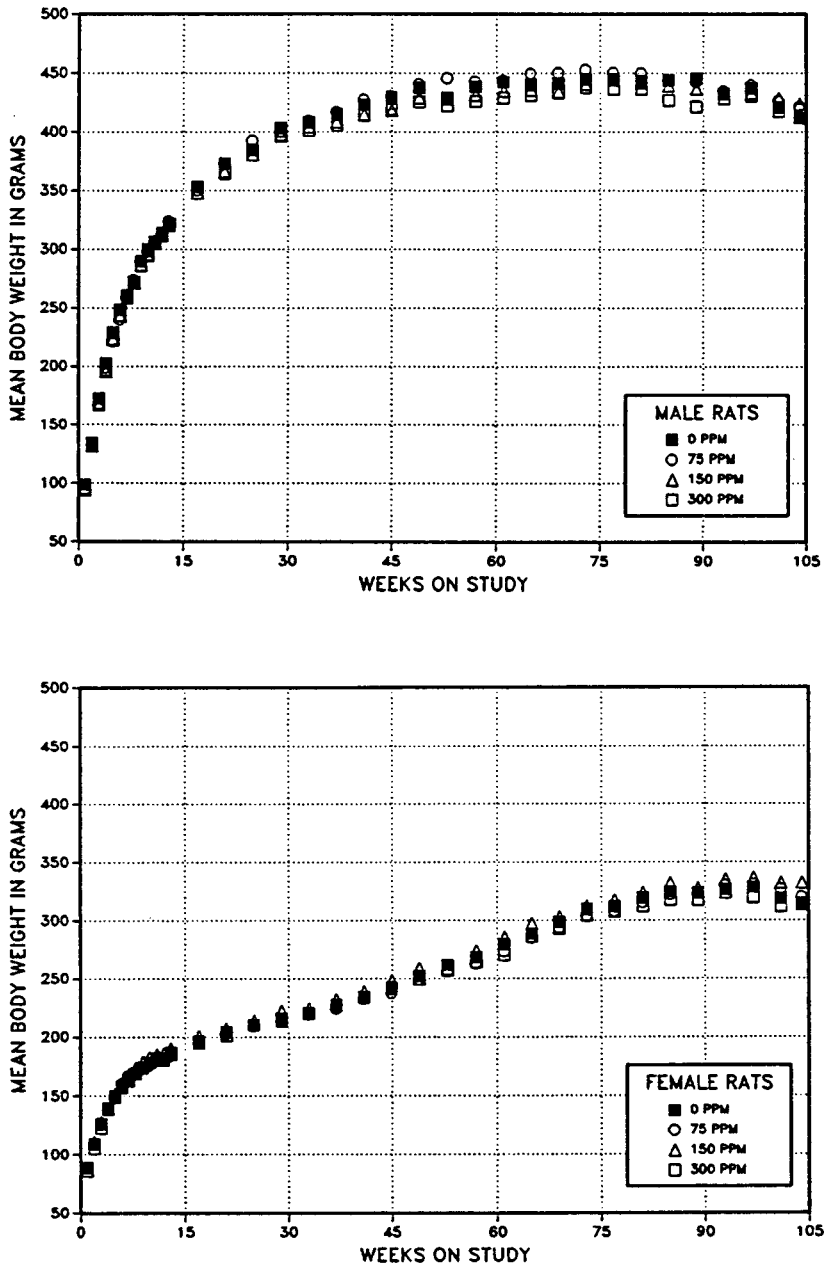 500
450
400
350
300
250
200
150
100
50
MEAN BODY WEIGHT IN GRAMS
MALE RATS
0 PPM
75 PPM
150 PPM
300 PPM
0 15 30 45 60 75 90 105
WEEKS ON STUDY
500
450
400
350
300
250
200
150
100
50
MEAN BODY WEIGHT IN GRAMS
FEMALE RATS
0 PPM
75 PPM
150 PPM
300 PPM
0 15 30 45 60 75 90 105
WEEKS ON STUDY